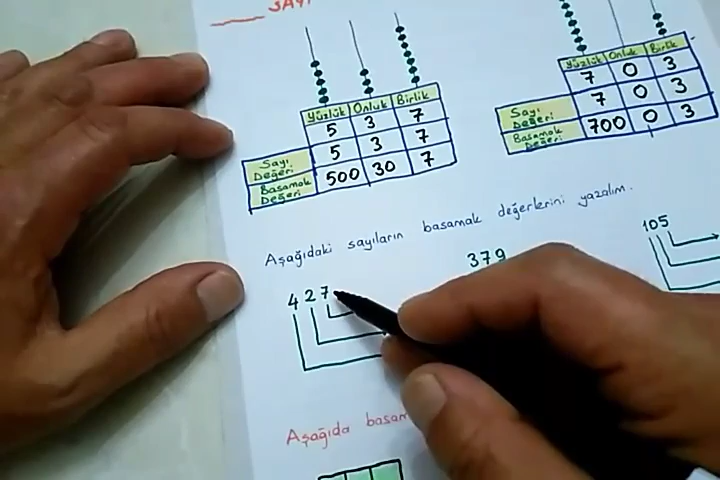 SAYI
Yüzlük Onluk Birlik
5 3 7
Sayı Değeri 5 3 7
Basamak Değeri 500 30 7
Yüzlük Onluk Birlik
7 0 3
Sayı Değeri 7 0 3
Basamak Değeri 700 0 3
Aşağıdaki sayıların basamak değerlerini yazalım.
427 379 105
Aşağıda